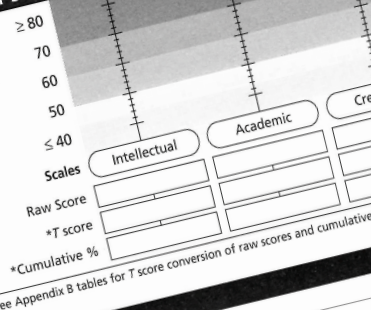 ≥ 80
70
60
50
≤ 40
Scales Intellectual Academic Cre
Raw Score
*T score
*Cumulative %
ee Appendix B tables for T score conversion of raw scores and cumulative